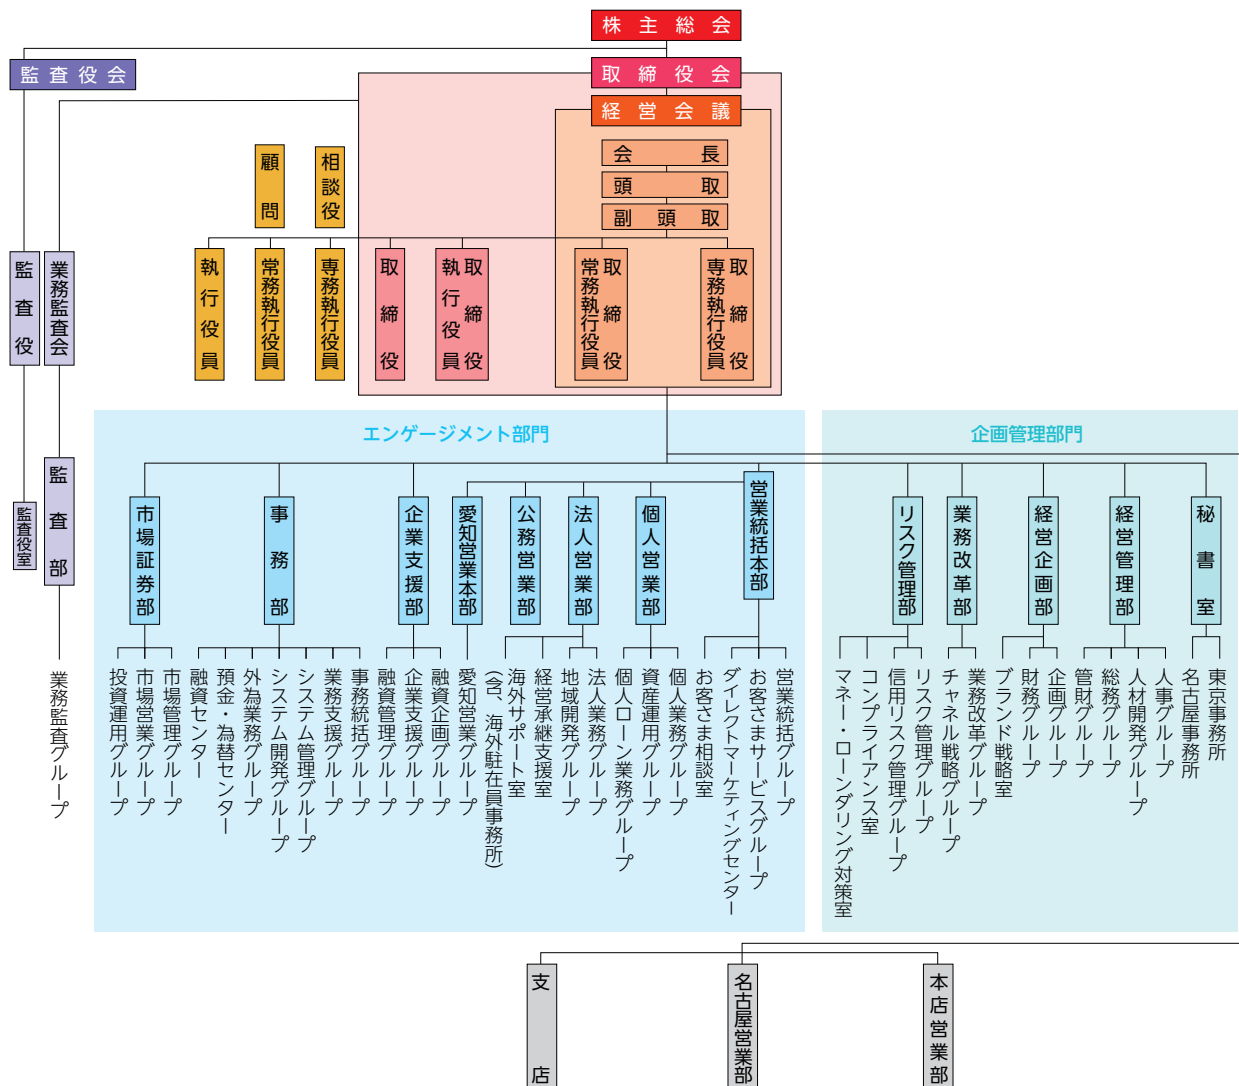 株主総会
監査役会
取締役会
経営会議
会長
頭取
副頭取
相談役
顧問
取締役
専務執行役員
取締役
常務執行役員
取締役
執行役員
取締役
専務執行役員
常務執行役員
執行役員
業務監査会
監査役
監査部
監査役室
業務監査グループ
エンゲージメント部門
企画管理部門
秘書室
経営管理部
経営企画部
業務改革部
リスク管理部
営業統括本部
個人営業部
法人営業部
公務営業部
愛知営業本部
企業支援部
事務部
市場証券部
東京事務所
名古屋事務所
人事グループ
人材開発グループ
総務グループ
管財グループ
企画グループ
財務グループ
ブランド戦略室
業務改革グループ
チャネル戦略グループ
リスク管理グループ
信用リスク管理グループ
コンプライアンス室
マネー・ローンダリング対策室
営業統括グループ
お客さまサービスグループ
ダイレクトマーケティングセンター
お客さま相談室
個人業務グループ
資産運用グループ
個人ローン業務グループ
法人業務グループ
地域開発グループ
経営承継支援室
海外サポート室
(含、海外駐在員事務所)
愛知営業グループ
融資企画グループ
企業支援グループ
融資管理グループ
事務統括グループ
業務支援グループ
システム管理グループ
システム開発グループ
外為業務グループ
預金・為替センター
融資センター
市場管理グループ
市場営業グループ
投資運用グループ
本店営業部
名古屋営業部
支店